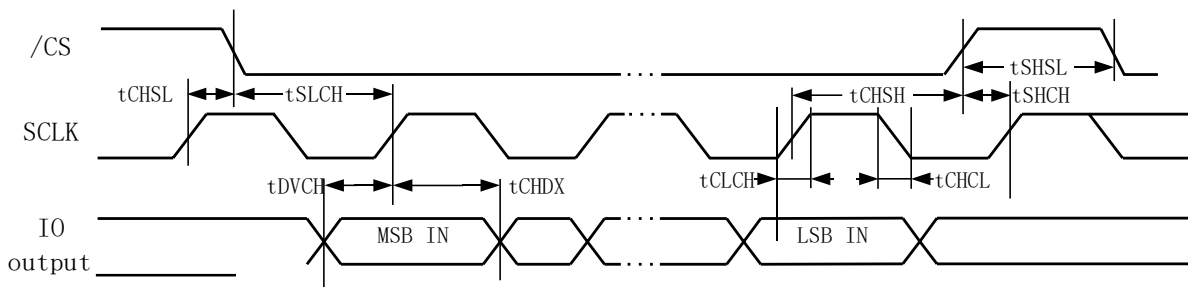 /CS
tCHSL
tSLCH
tCHSH
tSHSL
tSHCH
SCLK
tDVCH
tCHDX
tCLCH
tCHCL
IO
output
MSB IN
LSB IN